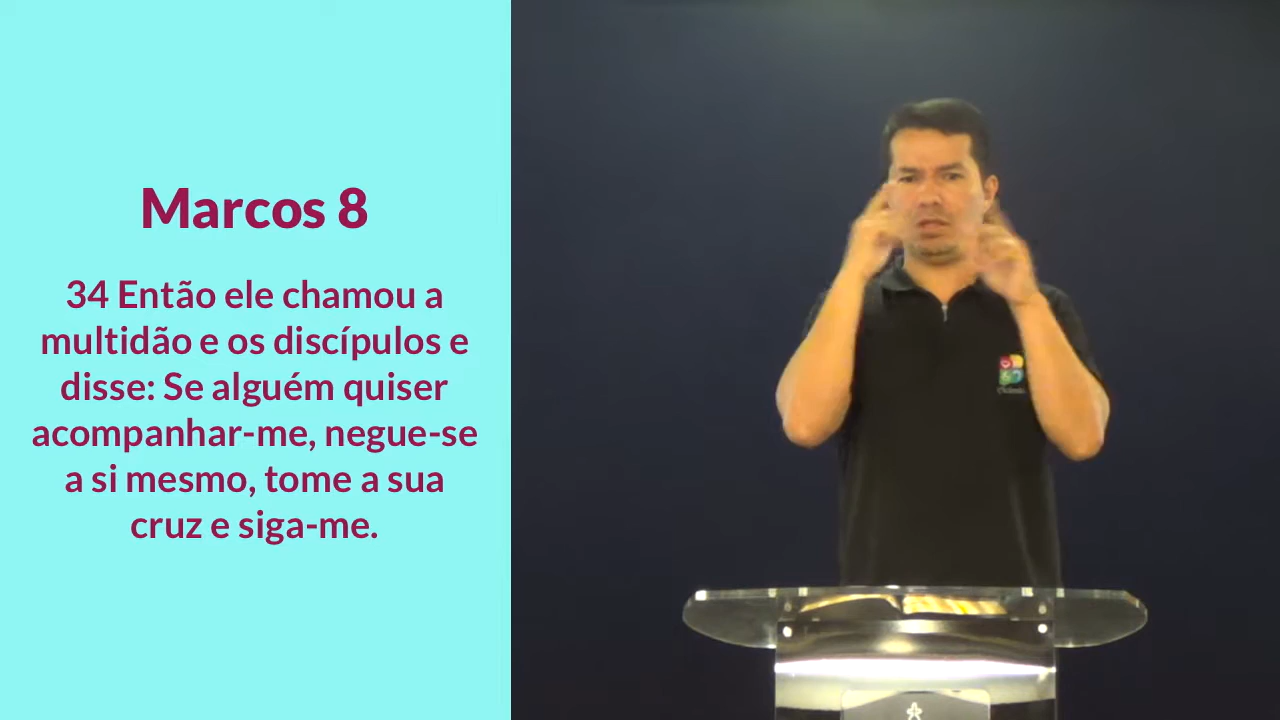 Marcos 8
34 Então ele chamou a
multidão e os discípulos e
disse: Se alguém quiser
acompanhar-me, negue-se
a si mesmo, tome a sua
cruz e siga-me.